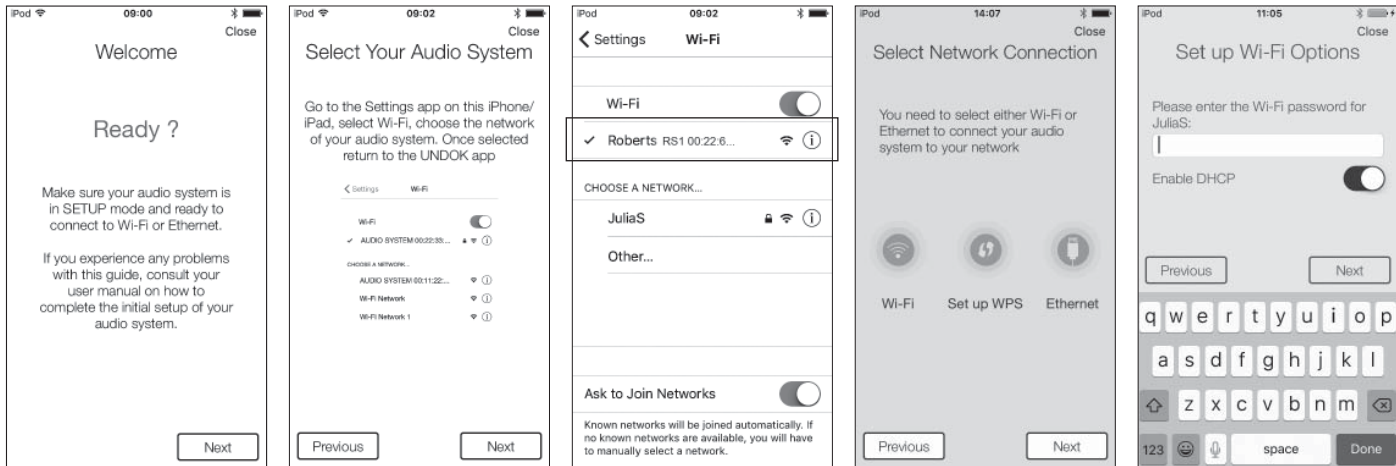 iPod 09:00
Close
Welcome
Ready ?
Make sure your audio system is
in SETUP mode and ready to
connect to Wi-Fi or Ethernet.
If you experience any problems
with this guide, consult your
user manual on how to
complete the initial setup of your
audio system.
Next
iPod 09:02
Close
Select Your Audio System
Go to the Settings app on this iPhone/
iPad, select Wi-Fi, choose the network
of your audio system. Once selected
return to the UNDOK app
Settings Wi-Fi
Wi-Fi
AUDIO SYSTEM 00:22:33:...
CHOOSE A NETWORK...
AUDIO SYSTEM 00:11:22:...
Wi-Fi Network
Wi-Fi Network 1
Previous Next
iPod 09:02
Settings Wi-Fi
Wi-Fi
Roberts RS1 00:22:6...
CHOOSE A NETWORK...
JuliaS
Other...
Ask to Join Networks
Known networks will be joined automatically. If
no known networks are available, you will have
to manually select a network.
iPod 14:07
Close
Select Network Connection
You need to select either Wi-Fi or
Ethernet to connect your audio
system to your network
Wi-Fi Set up WPS Ethernet
Previous Next
iPod 11:05
Close
Set up Wi-Fi Options
Please enter the Wi-Fi password for
JuliaS:
Enable DHCP
Previous Next
q w e r t y u i o p
a s d f g h j k l
z x c v b n m
123 space Done